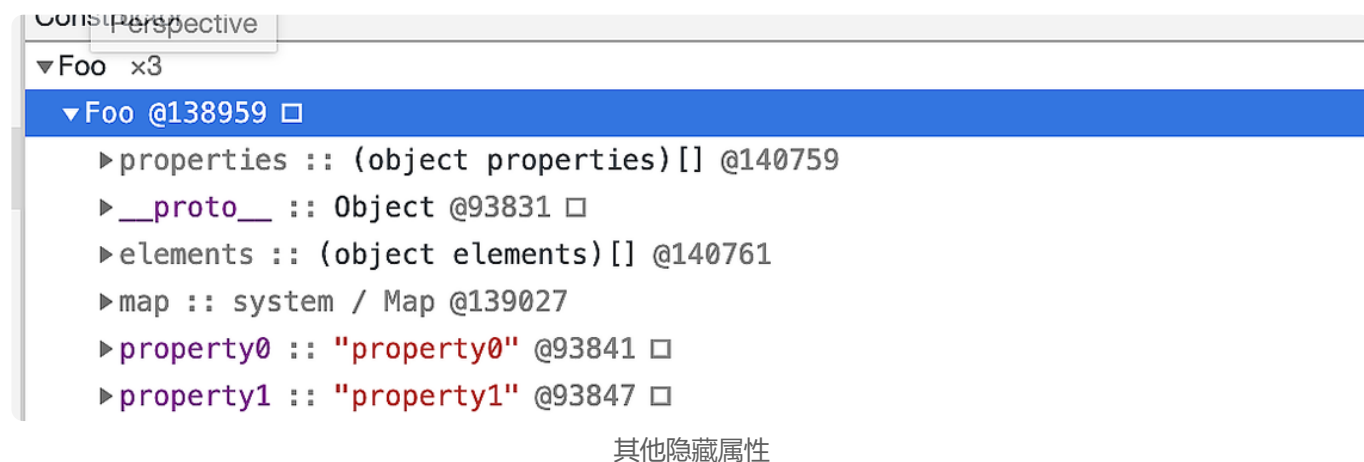 Constructor
Perspective
▼Foo ×3
▼Foo @138959 □
▶properties :: (object properties)[] @140759
▶__proto__ :: Object @93831 □
▶elements :: (object elements)[] @140761
▶map :: system / Map @139027
▶property0 :: "property0" @93841 □
▶property1 :: "property1" @93847 □
其他隐藏属性